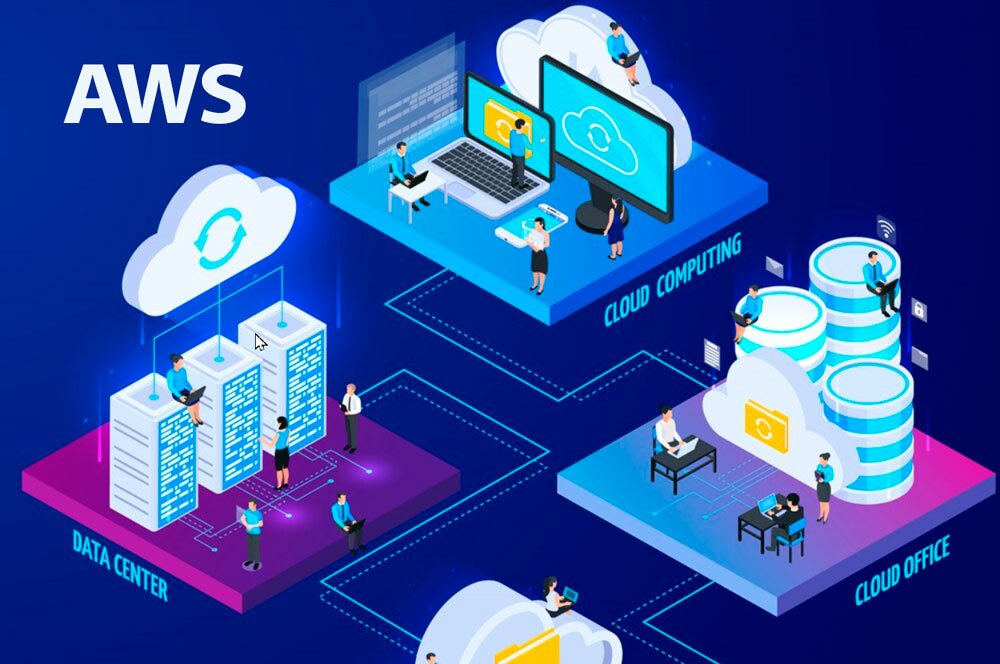 AWS
CLOUD COMPUTING
DATA CENTER
CLOUD OFFICE